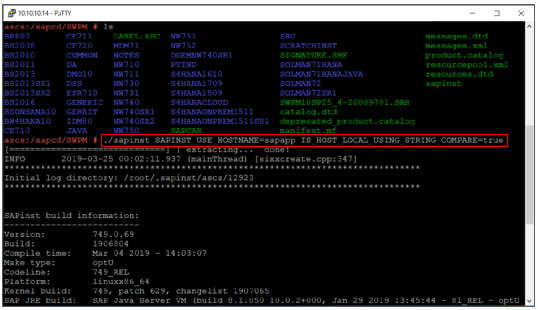 10.10.10.14 - PuTTY
ascs:/sapcd/SWPM # ls
BPP07 CE711 LABEL.ASC NW751 SRC messages.dtd
BS2008 CE720 MDM71 NW752 SCRATCHINST messages.xml
BS2010 COMMON NOTES OOEMNW740SR1 SIGNATURE.SMF product.catalog
BS2011 DA NW710 PVIND SOLMAN71HANA resourcepool.xml
BS2013 DMO10 NW711 S4HANA1610 SOLMAN71HANAJAVA resources.dtd
BS2013SR1 DSS NW730 S4HANA1709 SOLMAN72 sapinst
BS2013SR2 ESP710 NW731 S4HANA1809 SOLMAN72SR1
BS2016 GENERIC NW740 S4HANACLOUD SWPM10SP25_4-20009701.SAR
BSONHANA10 GERRIT NW740SR1 S4HANAONPREM1511 catalog.dtd
BW4HANA10 IDM80 NW740SR2 S4HANAONPREM1511SR1 deprecated_product.catalog
CE710 JAVA NW750 SAPCAR manifest.mf
ascs:/sapcd/SWPM # ./sapinst SAPINST_USE_HOSTNAME=sapapp IS_HOST_LOCAL_USING_STRING_COMPARE=true
[==============================] | extracting... done!
INFO 2019-03-25 00:02:11.937 (mainThread) [sixxcreate.cpp:347]
********************************************************************************
Initial log directory: /root/.sapinst/ascs/12923
********************************************************************************
SAPinst build information:
--------------------------
Version: 749.0.69
Build: 1906804
Compile time: Mar 04 2019 - 14:03:07
Make type: optU
Codeline: 749_REL
Platform: linuxx86_64
Kernel build: 749, patch 629, changelist 1907065
SAP JRE build: SAP Java Server VM (build 8.1.050 10.0.2+000, Jan 29 2019 13:45:44 - 81_REL - optU